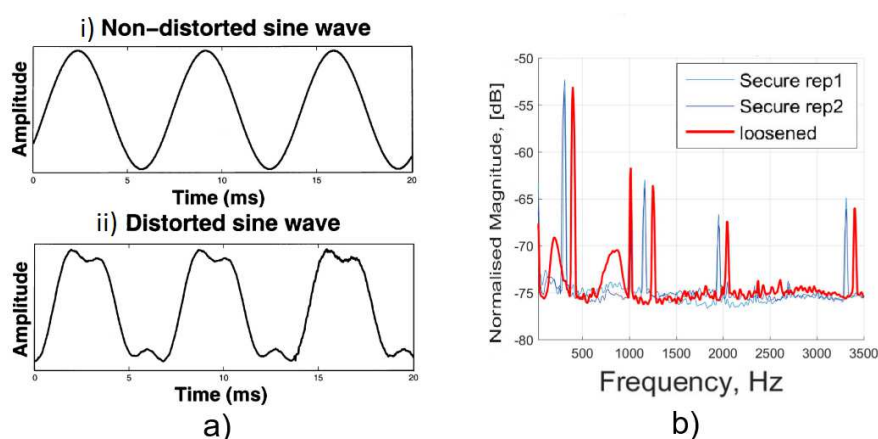 i) Non-distorted sine wave
Amplitude
0 5 10 15 20
Time (ms)
ii) Distorted sine wave
Amplitude
0 5 10 15 20
Time (ms)
a)
-50
-55
-60
-65
-70
-75
-80
Normalised Magnitude, [dB]
Secure rep1
Secure rep2
loosened
500 1000 1500 2000 2500 3000 3500
Frequency, Hz
b)